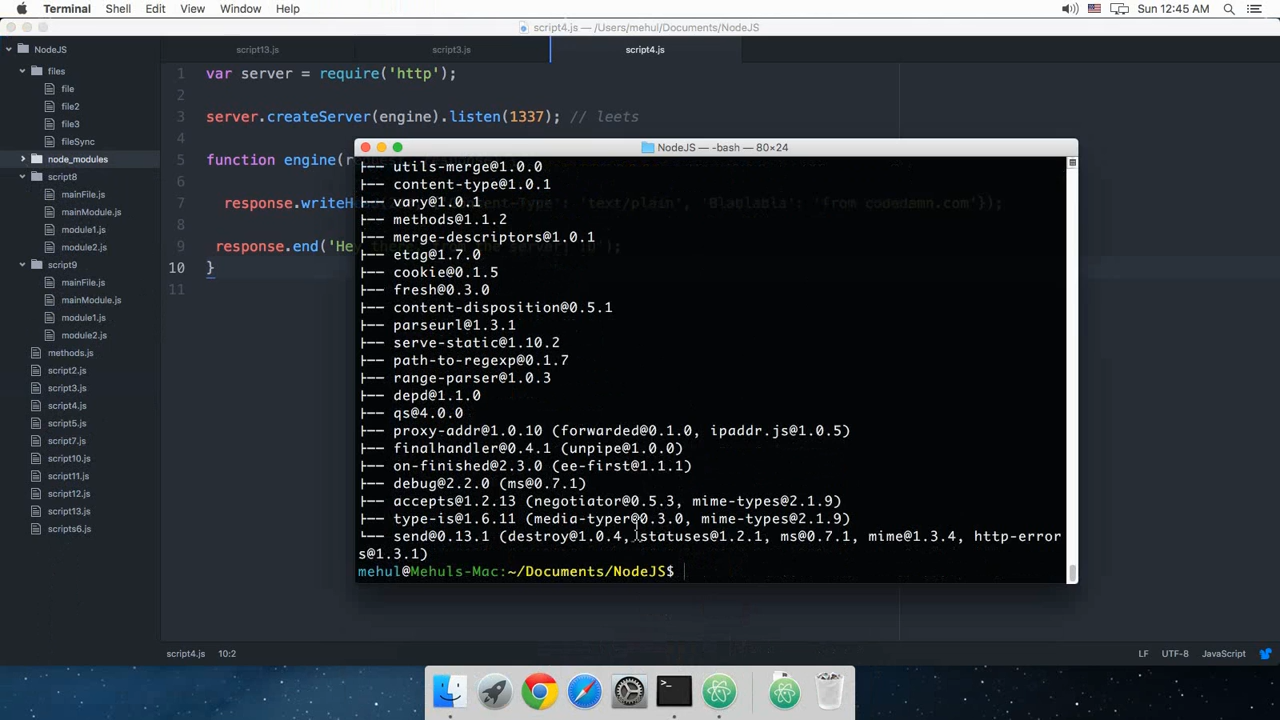 Terminal Shell Edit View Window Help Sun 12:45 AM
script4.js — /Users/mehul/Documents/NodeJS
NodeJS
files
file
file2
file3
fileSync
node_modules
script8
mainFile.js
mainModule.js
module1.js
module2.js
script9
mainFile.js
mainModule.js
module1.js
module2.js
methods.js
script2.js
script3.js
script4.js
script5.js
script7.js
script10.js
script11.js
script12.js
script13.js
scripts6.js
script13.js script3.js script4.js
1 var server = require('http');
2
3 server.createServer(engine).listen(1337); // leets
4
5 function engine(
6
7 response.writeH 'text/plain', 'Blablabla': 'from codedamn.com'});
8
9 response.end('Hey
10 }
11
NodeJS — -bash — 80×24
├── utils-merge@1.0.0
├── content-type@1.0.1
├── vary@1.0.1
├── methods@1.1.2
├── merge-descriptors@1.0.1
├── etag@1.7.0
├── cookie@0.1.5
├── fresh@0.3.0
├── content-disposition@0.5.1
├── parseurl@1.3.1
├── serve-static@1.10.2
├── path-to-regexp@0.1.7
├── range-parser@1.0.3
├── depd@1.1.0
├── qs@4.0.0
├── proxy-addr@1.0.10 (forwarded@0.1.0, ipaddr.js@1.0.5)
├── finalhandler@0.4.1 (unpipe@1.0.0)
├── on-finished@2.3.0 (ee-first@1.1.1)
├── debug@2.2.0 (ms@0.7.1)
├── accepts@1.2.13 (negotiator@0.5.3, mime-types@2.1.9)
├── type-is@1.6.11 (media-typer@0.3.0, mime-types@2.1.9)
└── send@0.13.1 (destroy@1.0.4, statuses@1.2.1, ms@0.7.1, mime@1.3.4, http-error
s@1.3.1)
mehul@Mehuls-Mac:~/Documents/NodeJS$
script4.js 10:2 LF UTF-8 JavaScript